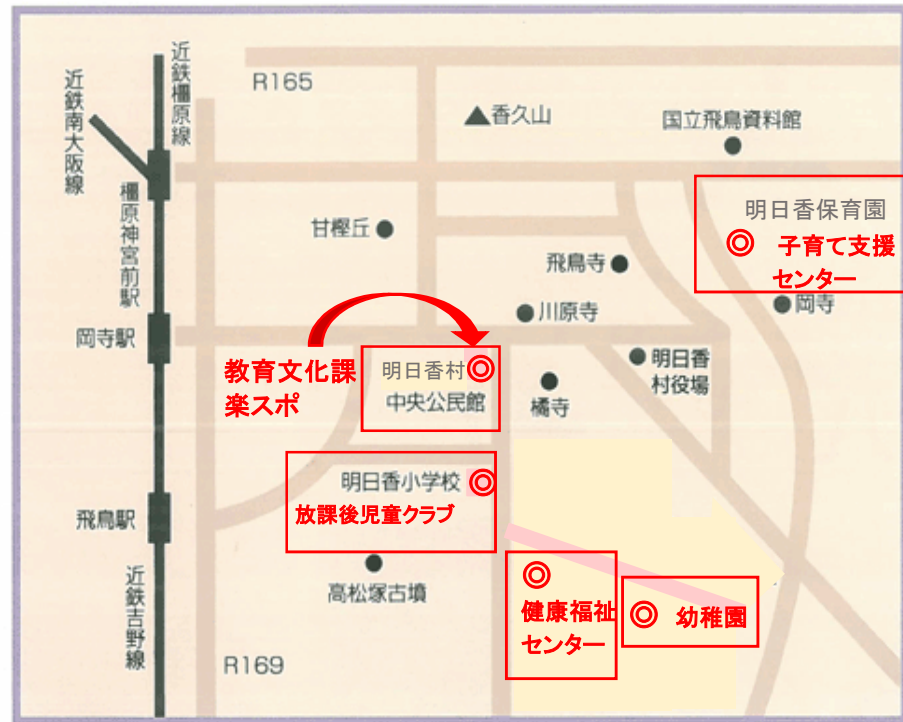 近鉄橿原線
R165
近鉄南大阪線
▲香久山
国立飛鳥資料館
橿原神宮前駅
明日香保育園
甘樫丘
子育て支援
センター
飛鳥寺
岡寺
川原寺
岡寺駅
教育文化課
楽スポ
明日香村
中央公民館
橘寺
明日香
村役場
明日香小学校
放課後児童クラブ
飛鳥駅
高松塚古墳
近鉄吉野線
健康福祉
センター
幼稚園
R169